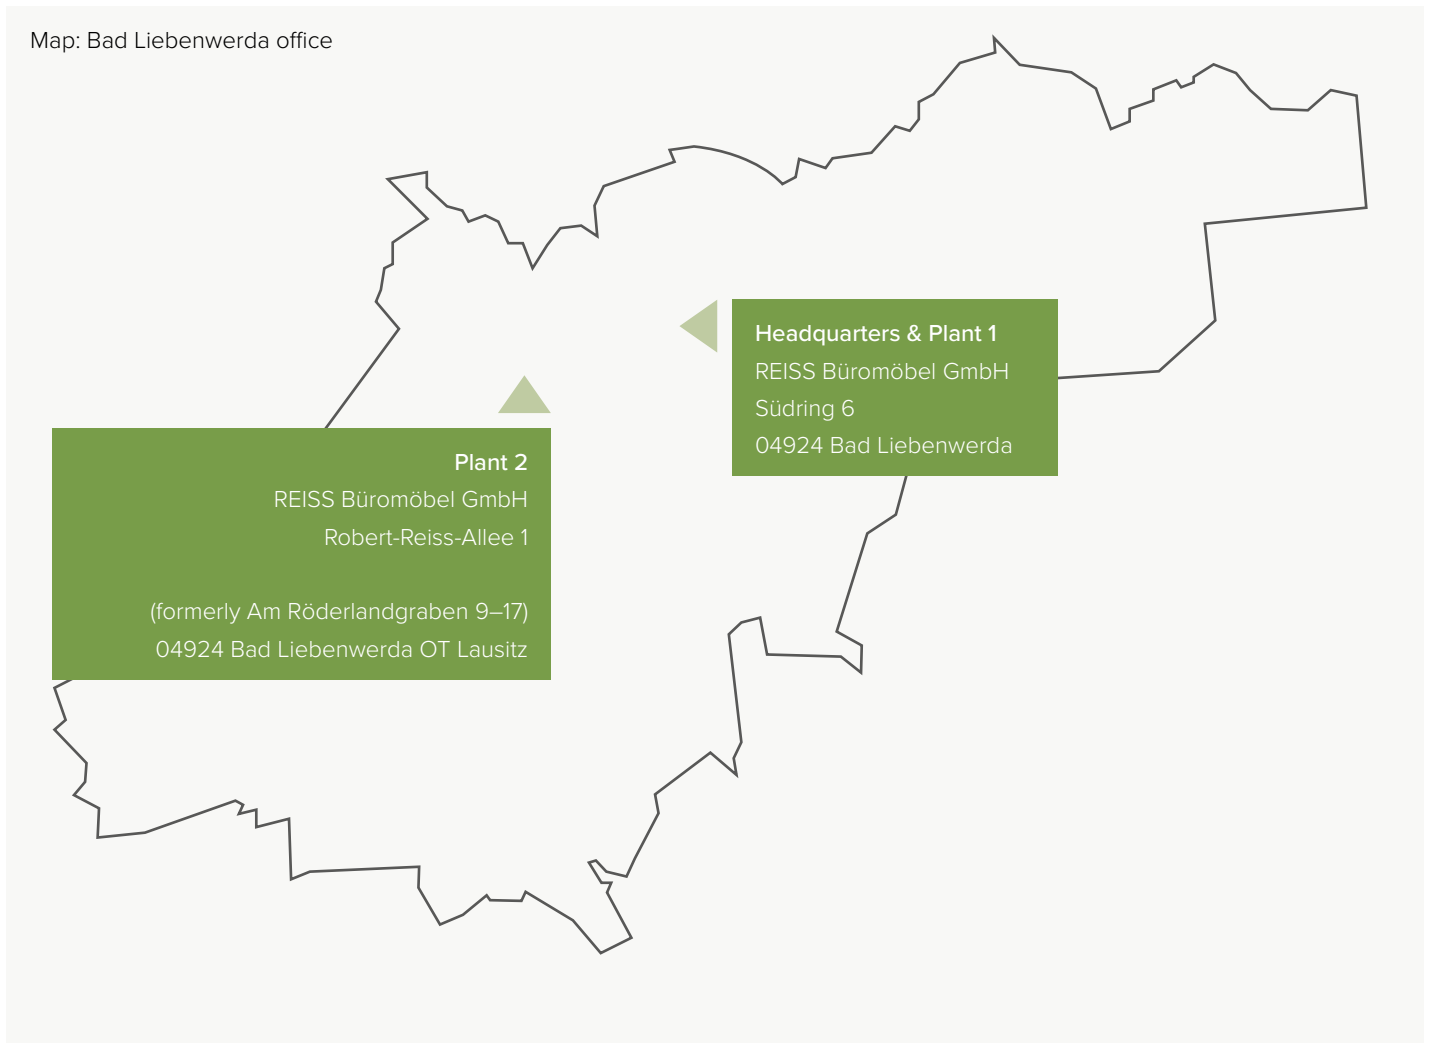 Map: Bad Liebenwerda office
Headquarters & Plant 1
REISS Büromöbel GmbH
Südring 6
04924 Bad Liebenwerda
Plant 2
REISS Büromöbel GmbH
Robert-Reiss-Allee 1
(formerly Am Röderlandgraben 9–17)
04924 Bad Liebenwerda OT Lausitz